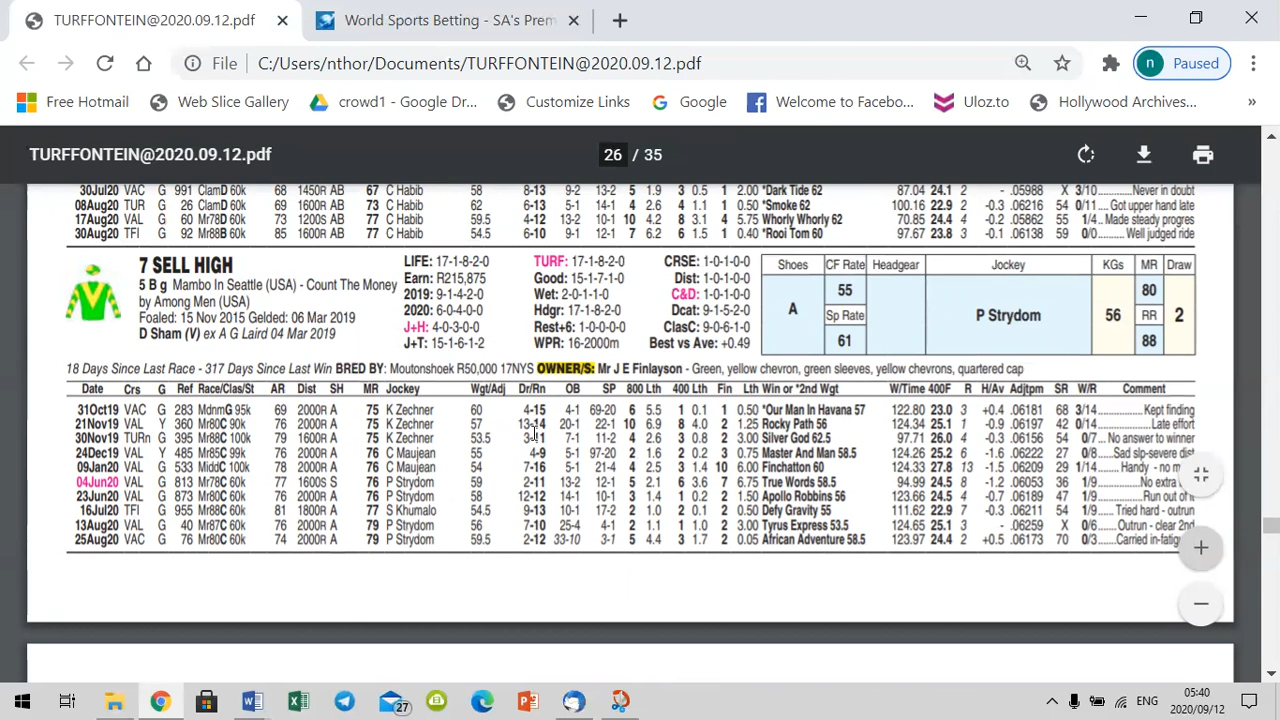 TURFFONTEIN@2020.09.12.pdf
World Sports Betting - SA's Prem
File C:/Users/nthor/Documents/TURFFONTEIN@2020.09.12.pdf n Paused
Free Hotmail Web Slice Gallery crowd1 - Google Dr... Customize Links Google Welcome to Facebo... Uloz.to Hollywood Archives... »
TURFFONTEIN@2020.09.12.pdf 26 / 35
30Jul20 VAC G 991 ClamD 60k 68 1450R AB 67 C Habib 58 8-13 9-2 13-2 5 1.9 3 0.5 1 2.00 *Dark Tide 62 87.04 24.1 2 - .05988 X 3/10 ......Never in doubt
08Aug20 TUR G 26 ClamD 60k 69 1600R AB 73 C Habib 62 6-13 5-1 14-1 4 2.6 3 1.1 1 0.50 *Smoke 62 100.16 22.9 2 -0.3 .06216 54 0/11 ....Got upper hand late
17Aug20 VAL G 60 Mr78D 60k 73 1200S AB 77 C Habib 59.5 4-12 13-2 10-1 10 4.2 8 3.1 4 5.75 Whorly Whorly 62 70.85 24.4 4 -0.2 .05862 55 1/4 ..Made steady progres
30Aug20 TFI G 92 Mr88B 60k 85 1600R AB 77 C Habib 54.5 6-10 9-1 12-1 7 6.2 6 1.5 1 0.40 *Rooi Tom 60 97.67 23.8 3 -0.1 .06138 59 0/0 ........Well judged ride
7 SELL HIGH
5 B g Mambo In Seattle (USA) - Count The Money
by Among Men (USA)
Foaled: 15 Nov 2015 Gelded: 06 Mar 2019
D Sham (V) ex A G Laird 04 Mar 2019
LIFE: 17-1-8-2-0 TURF: 17-1-8-2-0 CRSE: 1-0-1-0-0
Earn: R215,875 Good: 15-1-7-1-0 Dist: 1-0-1-0-0
2019: 9-1-4-2-0 Wet: 2-0-1-1-0 C&D: 1-0-1-0-0
2020: 6-0-4-0-0 Hdgr: 17-1-8-2-0 Dcat: 9-1-5-2-0
J+H: 4-0-3-0-0 Rest+6: 1-0-0-0-0 ClasC: 9-0-6-1-0
J+T: 15-1-6-1-2 WPR: 16-2000m Best vs Ave: +0.49
Shoes CF Rate Headgear Jockey KGs MR Draw
A 55 P Strydom 56 80 2
Sp Rate RR
61 88
18 Days Since Last Race - 317 Days Since Last Win BRED BY: Moutonshoek R50,000 17NYS OWNER/S: Mr J E Finlayson - Green, yellow chevron, green sleeves, yellow chevrons, quartered cap
Date Crs G Ref Race/Clas/St AR Dist SH MR Jockey Wgt/Adj Dr/Rn OB SP 800 Lth 400 Lth Fin Lth Win or *2nd Wgt W/Time 400F R H/Av Adjtpm SR W/R Comment
31Oct19 VAC G 283 MdnmG 95k 69 2000R A 75 K Zechner 60 4-15 4-1 69-20 6 5.5 1 0.1 1 0.50 *Our Man In Havana 57 122.80 23.0 3 +0.4 .06181 68 3/14 ..........Kept finding
21Nov19 VAL Y 360 Mr80C 90k 76 2000R A 75 K Zechner 57 20-1 22-1 10 6.9 8 4.0 2 1.25 Rocky Path 56 124.34 25.1 1 -0.9 .06197 42 0/14 .............Late effort
30Nov19 TURn G 395 Mr80C 100k 79 1600R A 75 K Zechner 53.5 7-1 11-2 4 2.6 3 0.8 2 3.00 Silver God 62.5 97.71 26.0 3 -0.3 .06140 54 0/7 ..No answer to winner
24Dec19 VAL Y 485 Mr85C 99k 76 2000R A 76 C Maujean 55 4-9 5-1 97-20 2 1.6 2 0.2 3 0.75 Master And Man 58.5 124.26 25.2 6 -1.6 .06222 27 0/8 ..Sad slp-severe dist
09Jan20 VAL G 533 MiddC 100k 78 2000R A 76 C Maujean 54 7-16 5-1 21-4 4 2.5 3 1.4 10 6.00 Finchatton 60 124.33 27.8 13 -1.5 .06209 29 1/14 ......Handy - no m
04Jun20 VAL G 813 Mr78C 60k 77 1600S S 76 P Strydom 57 2-11 13-2 12-1 5 2.1 6 3.6 7 6.75 True Words 58.5 94.99 24.5 8 -1.2 .06053 36 1/9 ..........No extra
23Jun20 VAL G 873 Mr80C 60k 76 2000R A 76 P Strydom 58 12-12 14-1 10-1 3 1.4 1 0.2 2 1.50 Apollo Robbins 56 123.66 24.5 4 -0.7 .06189 47 1/9 .........Run out of it
16Jul20 TFI G 955 Mr88C 60k 81 1800R A 77 S Khumalo 54.5 9-13 10-1 17-2 2 1.0 2 0.1 2 0.50 Defy Gravity 55 111.62 22.9 7 -0.3 .06211 54 1/9 ....Tried hard - outrun
13Aug20 VAL G 40 Mr87C 60k 76 2000R A 79 P Strydom 56 7-10 25-4 4-1 2 1.1 1 1.0 2 3.00 Tyrus Express 53.5 124.65 25.1 3 - .06259 X 0/6 .....Outrun - clear 2nd
25Aug20 VAC G 76 Mr80C 60k 74 2000R A 79 P Strydom 59.5 2-12 33-10 3-1 5 4.4 3 1.7 2 0.05 African Adventure 58.5 123.97 24.4 2 +0.5 .06173 70 0/3 ......Carried in-fatig
27 ENG 05:40
2020/09/12